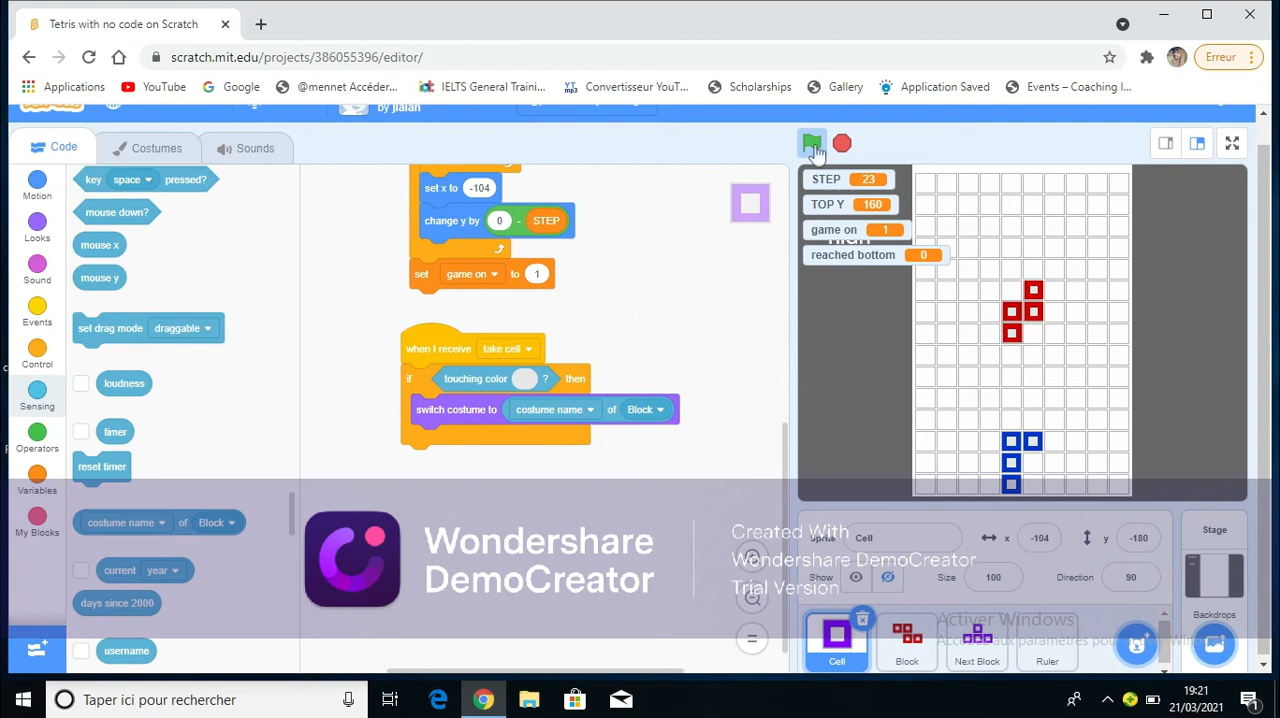 Tetris with no code on Scratch
scratch.mit.edu/projects/386055396/editor/
Erreur
Applications
YouTube
Google
@mennet Accéder...
IELTS General Traini...
Convertisseur YouT...
Scholarships
Gallery
Application Saved
Events – Coaching I...
by jialan
Code
Costumes
Sounds
Motion
Looks
Sound
Events
Control
Sensing
Operators
Variables
My Blocks
key space pressed?
mouse down?
mouse x
mouse y
set drag mode draggable
loudness
timer
reset timer
costume name of Block
current year
days since 2000
username
set x to -104
change y by 0 - STEP
set game on to 1
when I receive take cell
if touching color ? then
switch costume to costume name of Block
STEP 23
TOP Y 160
game on 1
reached bottom 0
Wondershare
DemoCreator
Created With
Wondershare DemoCreator
Trial Version
Sprite Cell x -104 y -180
Show Size 100 Direction 90
Cell
Block
Next Block
Ruler
Stage
Backdrops
Activer Windows
Taper ici pour rechercher
19:21
21/03/2021
1